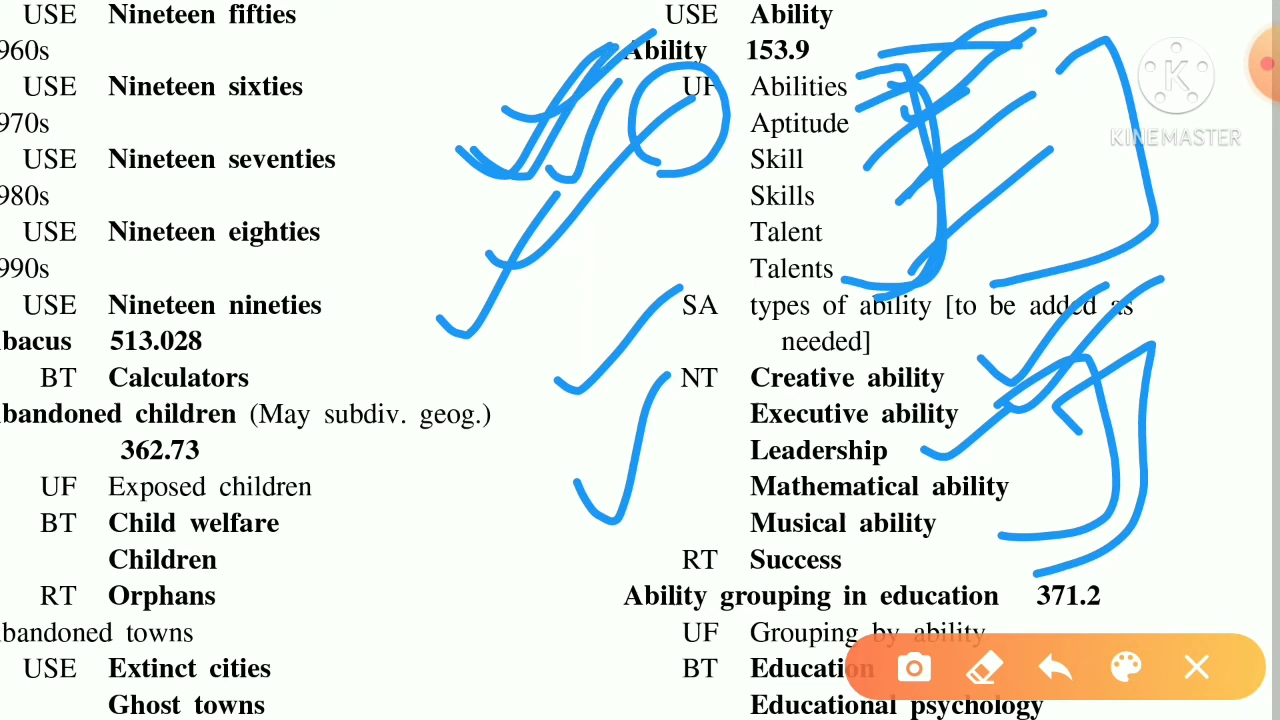 USE Nineteen fifties
960s
USE Nineteen sixties
970s
USE Nineteen seventies
980s
USE Nineteen eighties
990s
USE Nineteen nineties
bacus 513.028
BT Calculators
bandoned children (May subdiv. geog.)
362.73
UF Exposed children
BT Child welfare
Children
RT Orphans
bandoned towns
USE Extinct cities
Ghost towns
USE Ability
Ability 153.9
UF Abilities
Aptitude
Skill
Skills
Talent
Talents
SA types of ability [to be added as
needed]
NT Creative ability
Executive ability
Leadership
Mathematical ability
Musical ability
RT Success
Ability grouping in education 371.2
UF Grouping by ability
BT Education
Educational psychology
K
KINEMASTER